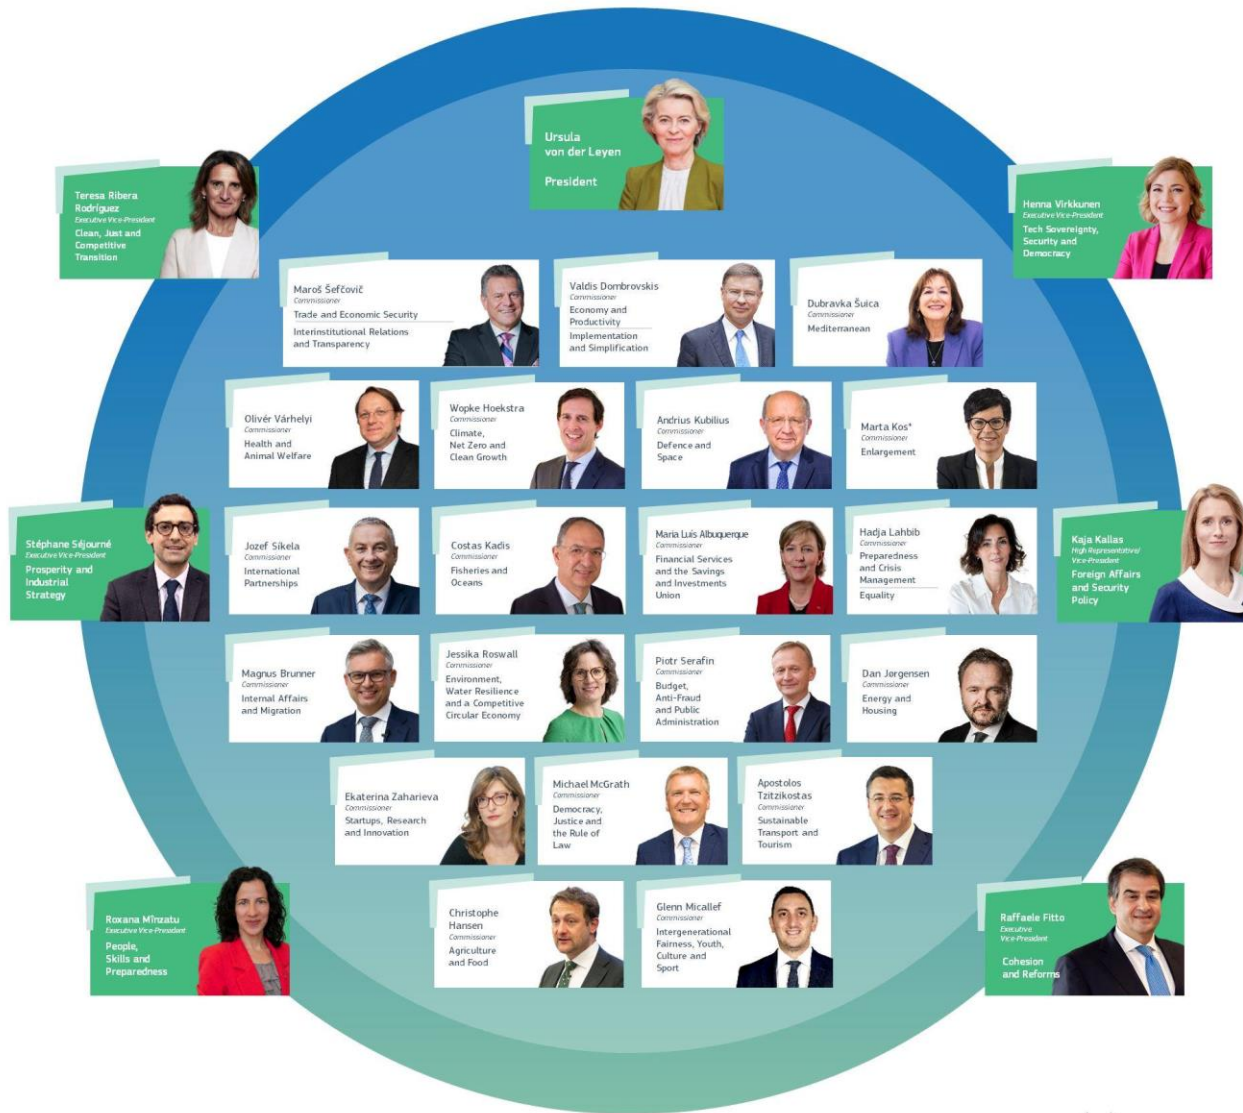 Ursula
von der Leyen
President
Teresa Ribera
Rodríguez
Executive Vice-President
Clean, Just and
Competitive
Transition
Henna Virkkunen
Executive Vice-President
Tech Sovereignty,
Security and
Democracy
Maroš Šefčovič
Commissioner
Trade and Economic Security
Interinstitutional Relations
and Transparency
Valdis Dombrovskis
Commissioner
Economy and
Productivity
Implementation
and Simplification
Dubravka Šuica
Commissioner
Mediterranean
Olivér Várhelyi
Commissioner
Health and
Animal Welfare
Wopke Hoekstra
Commissioner
Climate,
Net Zero and
Clean Growth
Andrius Kubilius
Commissioner
Defence and
Space
Marta Kos*
Commissioner
Enlargement
Stéphane Séjourné
Executive Vice-President
Prosperity and
Industrial
Strategy
Jozef Síkela
Commissioner
International
Partnerships
Costas Kadis
Commissioner
Fisheries and
Oceans
Maria Luís Albuquerque
Commissioner
Financial Services
and the Savings
and Investments
Union
Hadja Lahbib
Commissioner
Preparedness
and Crisis
Management
Equality
Kaja Kallas
High Representative/
Vice-President
Foreign Affairs
and Security
Policy
Magnus Brunner
Commissioner
Internal Affairs
and Migration
Jessika Roswall
Commissioner
Environment,
Water Resilience
and a Competitive
Circular Economy
Piotr Serafin
Commissioner
Budget,
Anti-Fraud
and Public
Administration
Dan Jørgensen
Commissioner
Energy and
Housing
Ekaterina Zaharieva
Commissioner
Startups, Research
and Innovation
Michael McGrath
Commissioner
Democracy,
Justice and
the Rule of
Law
Apostolos
Tzitzikostas
Commissioner
Sustainable
Transport and
Tourism
Roxana Mînzatu
Executive Vice-President
People,
Skills and
Preparedness
Christophe
Hansen
Commissioner
Agriculture
and Food
Glenn Micallef
Commissioner
Intergenerational
Fairness, Youth,
Culture and
Sport
Raffaele Fitto
Executive
Vice-President
Cohesion
and Reforms